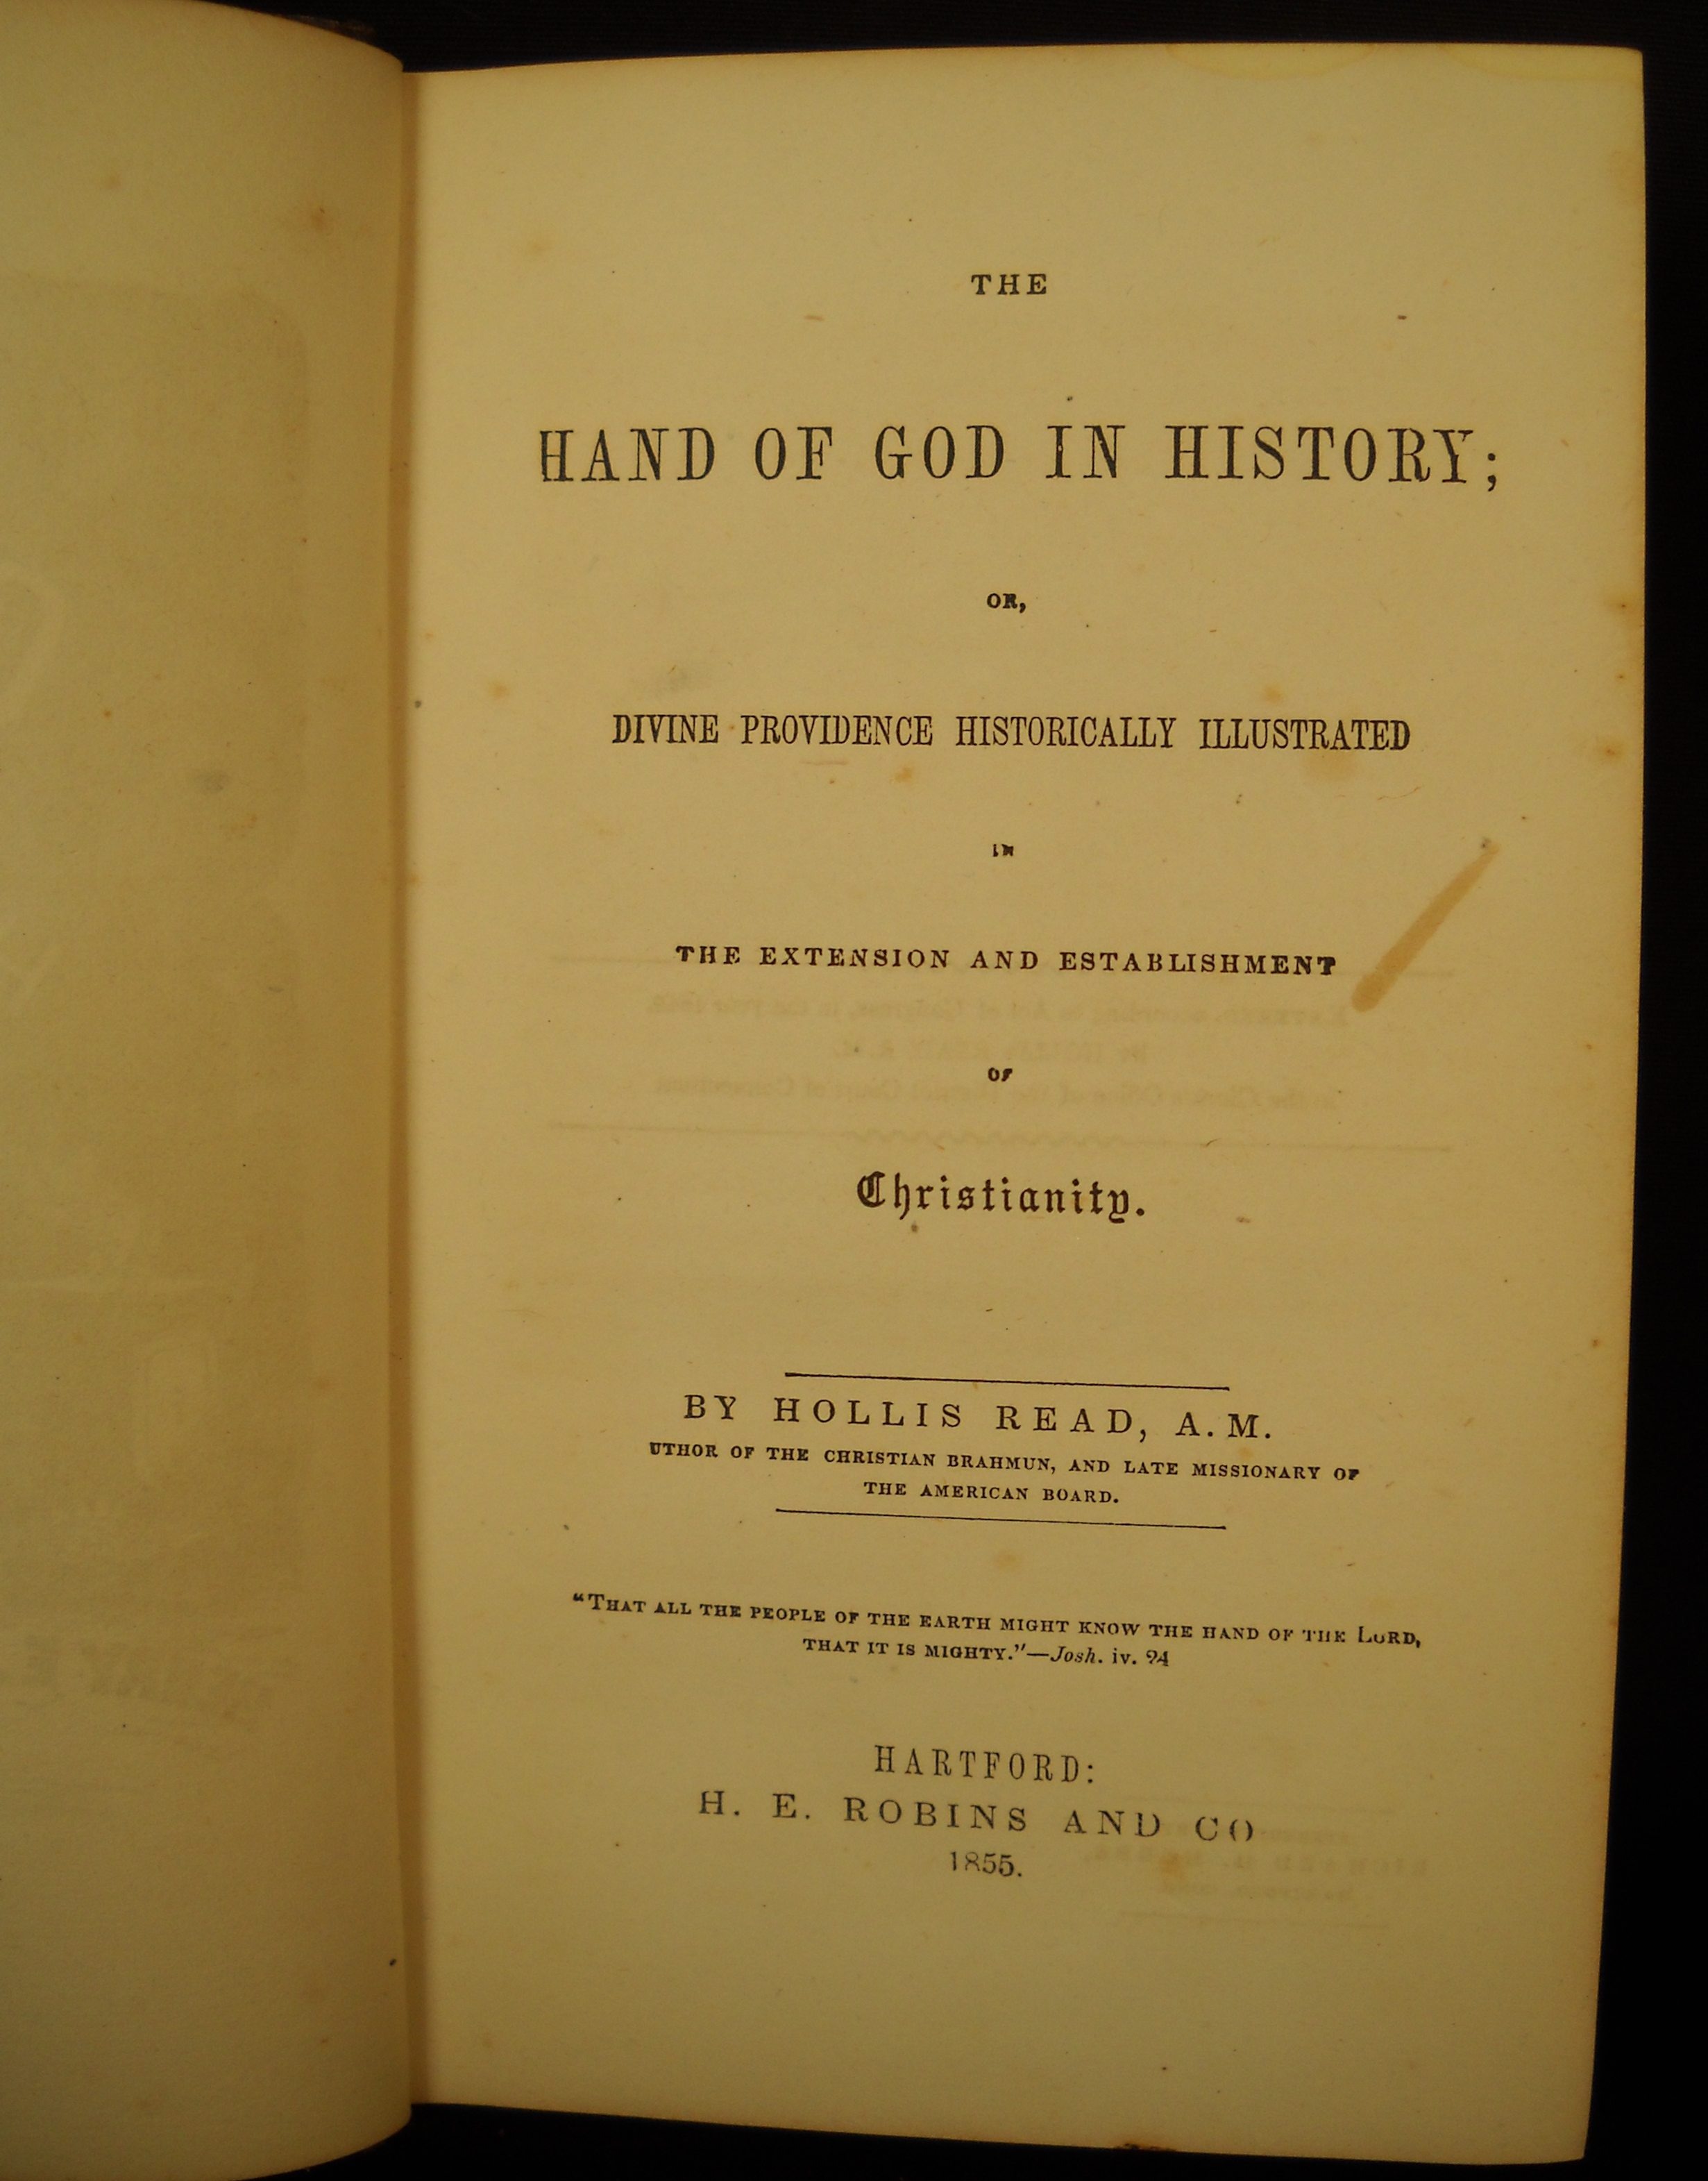 THE
HAND OF GOD IN HISTORY;
OR,
DIVINE PROVIDENCE HISTORICALLY ILLUSTRATED
IN
THE EXTENSION AND ESTABLISHMENT
OF
Christianity.
BY HOLLIS READ, A.M.
UTHOR OF THE CHRISTIAN BRAHMUN, AND LATE MISSIONARY OF
THE AMERICAN BOARD.
"THAT ALL THE PEOPLE OF THE EARTH MIGHT KNOW THE HAND OF THE LORD,
THAT IT IS MIGHTY."—Josh. iv. 24
HARTFORD:
H. E. ROBINS AND CO
1855.